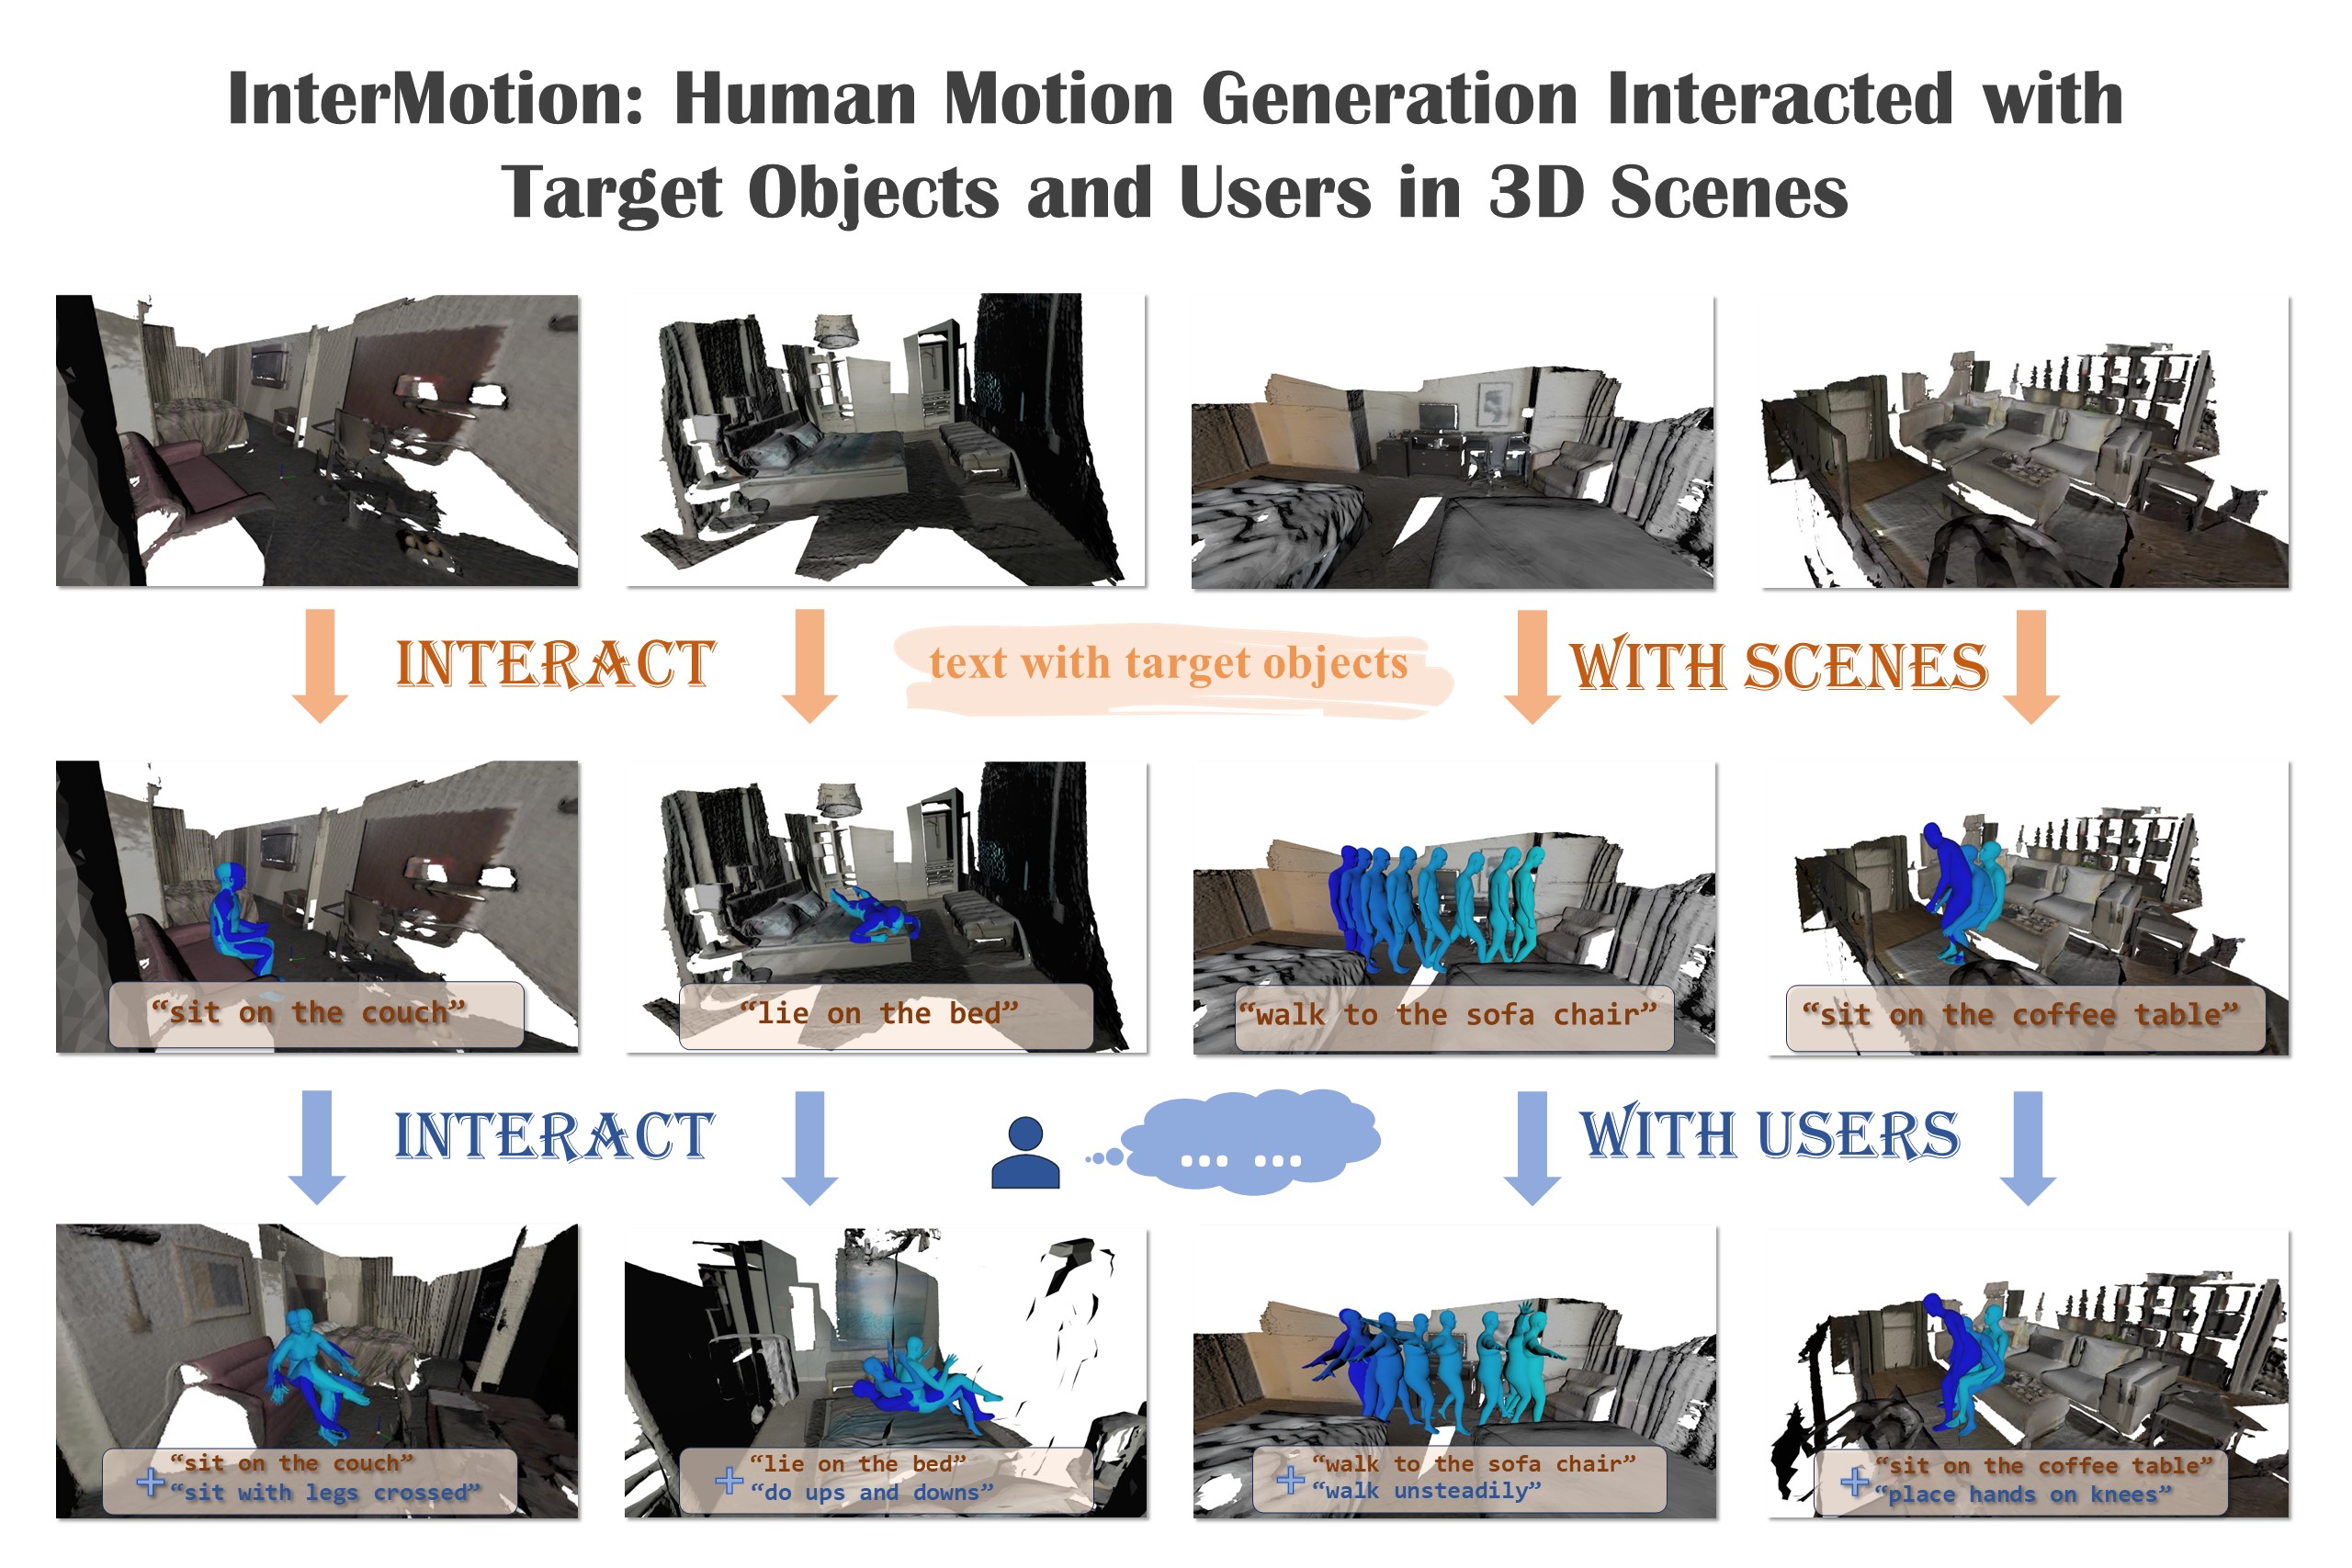 InterMotion: Human Motion Generation Interacted with
Target Objects and Users in 3D Scenes
INTERACT
text with target objects
WITH SCENES
“sit on the couch”
“lie on the bed”
“walk to the sofa chair”
“sit on the coffee table”
INTERACT
... ...
WITH USERS
“sit on the couch”
+ “sit with legs crossed”
“lie on the bed”
+ “do ups and downs”
“walk to the sofa chair”
+ “walk unsteadily”
“sit on the coffee table”
+ “place hands on knees”